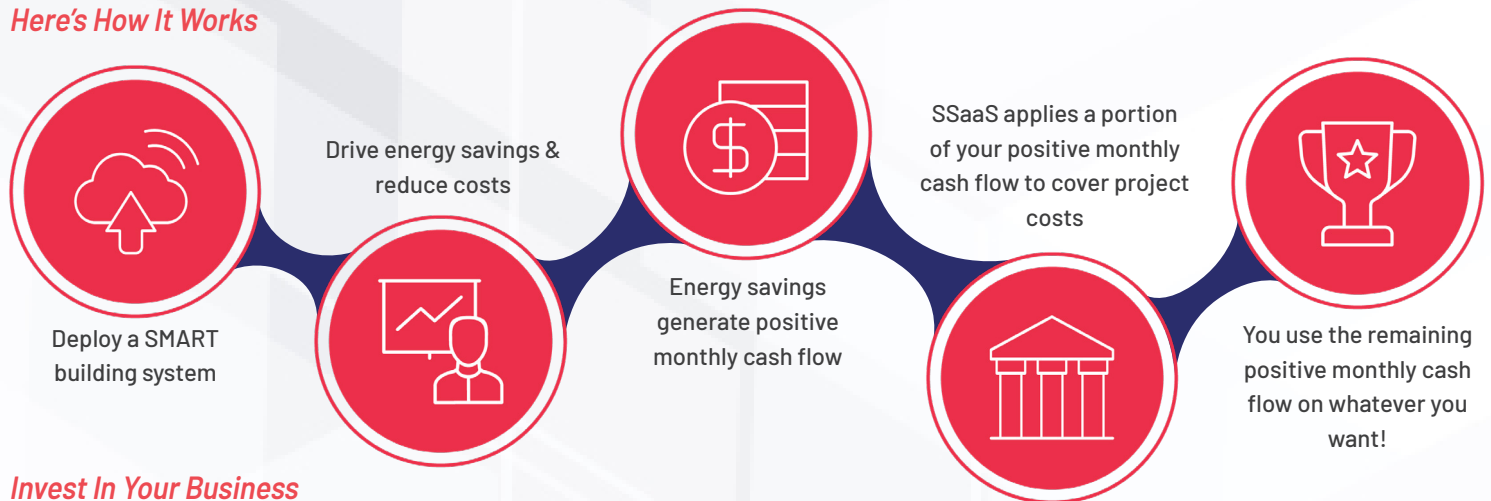 Here's How It Works
Deploy a SMART
building system
Drive energy savings &
reduce costs
$
Energy savings
generate positive
monthly cash flow
SSaaS applies a portion
of your positive monthly
cash flow to cover project
costs
You use the remaining
positive monthly cash
flow on whatever you
want!
Invest In Your Business